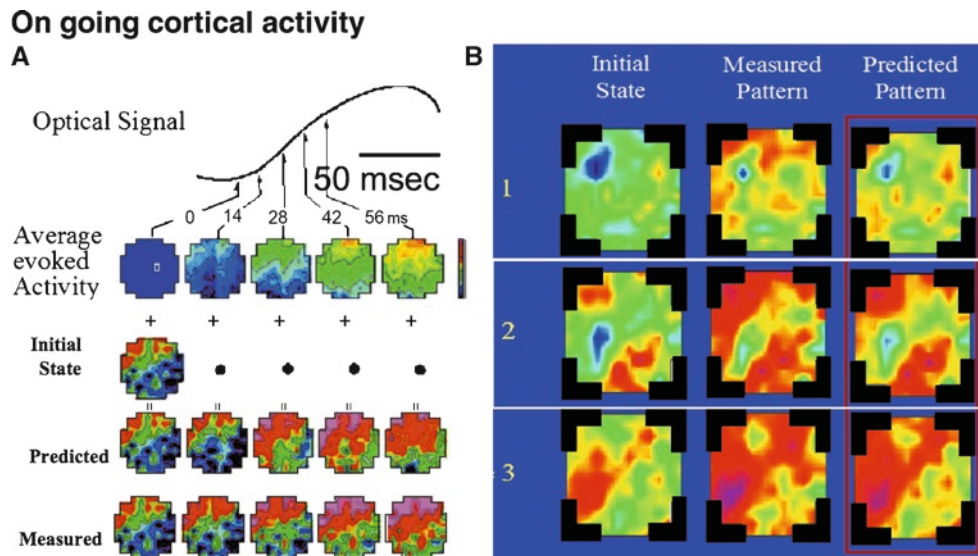 On going cortical activity
A
Optical Signal
50 msec
0 14 28 42 56 ms
Average
evoked
Activity
+ + + + +
Initial
State
= = = = =
Predicted
Measured
B
Initial
State
Measured
Pattern
Predicted
Pattern
1
2
3